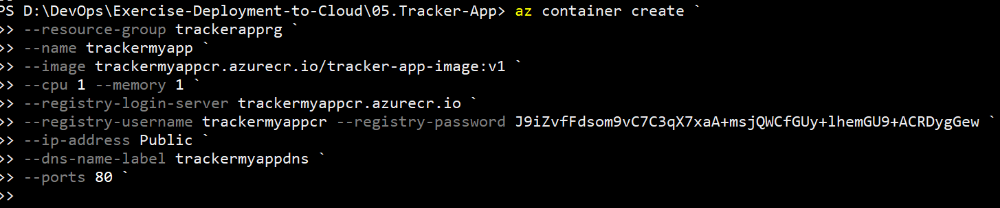 PS D:\DevOps\Exercise-Deployment-to-Cloud\05.Tracker-App> az container create `
>> --resource-group trackerapprg `
>> --name trackermyapp `
>> --image trackermyappcr.azurecr.io/tracker-app-image:v1 `
>> --cpu 1 --memory 1 `
>> --registry-login-server trackermyappcr.azurecr.io `
>> --registry-username trackermyappcr --registry-password J9iZvfFdsom9vC7C3qX7xaA+msjQWCfGUy+lhemGU9+ACRDygGew `
>> --ip-address Public `
>> --dns-name-label trackermyappdns `
>> --ports 80 `
>>